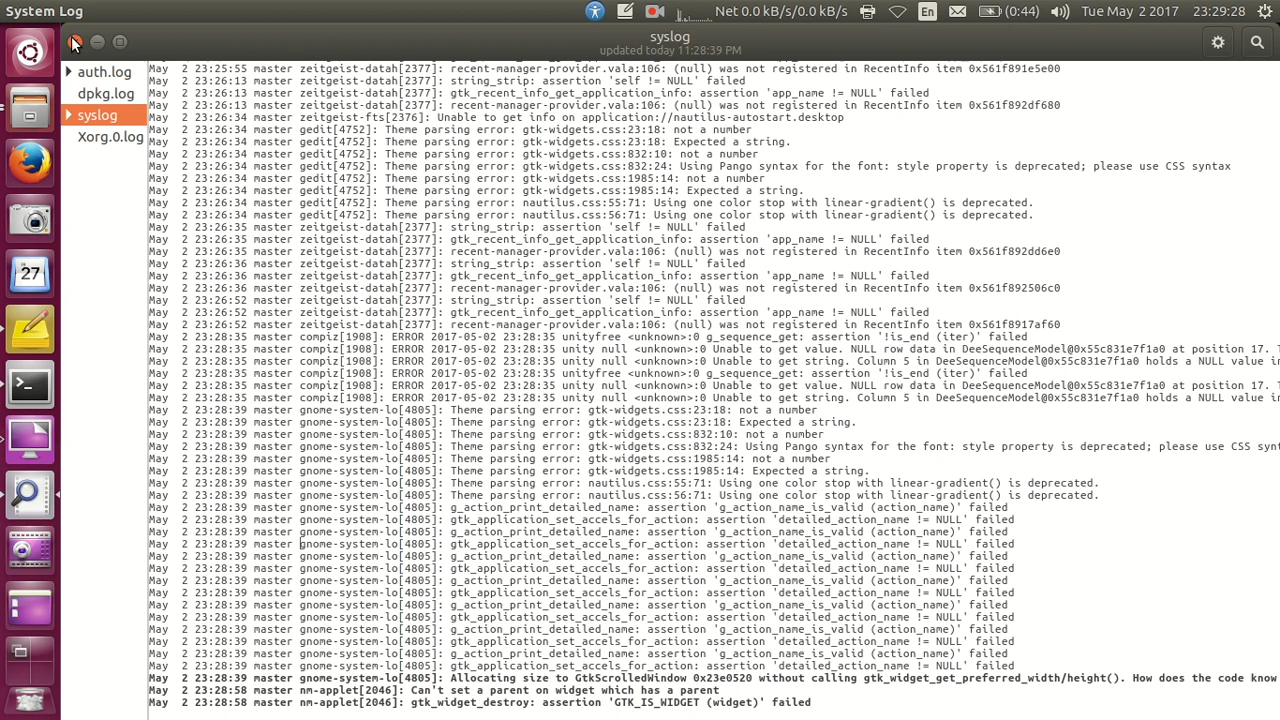 System Log
Net 0.0 kB/s/0.0 kB/s
En
(0:44)
Tue May 2 2017
23:29:28
syslog
updated today 11:28:39 PM
auth.log
dpkg.log
syslog
Xorg.0.log
27
May 2 23:25:55 master zeitgeist-datah[2377]: recent-manager-provider.vala:106: (null) was not registered in RecentInfo item 0x561f891e5e00
May 2 23:26:13 master zeitgeist-datah[2377]: string_strip: assertion 'self != NULL' failed
May 2 23:26:13 master zeitgeist-datah[2377]: gtk_recent_info_get_application_info: assertion 'app_name != NULL' failed
May 2 23:26:13 master zeitgeist-datah[2377]: recent-manager-provider.vala:106: (null) was not registered in RecentInfo item 0x561f892df680
May 2 23:26:34 master zeitgeist-fts[2376]: Unable to get info on application://nautilus-autostart.desktop
May 2 23:26:34 master gedit[4752]: Theme parsing error: gtk-widgets.css:23:18: not a number
May 2 23:26:34 master gedit[4752]: Theme parsing error: gtk-widgets.css:23:18: Expected a string.
May 2 23:26:34 master gedit[4752]: Theme parsing error: gtk-widgets.css:832:10: not a number
May 2 23:26:34 master gedit[4752]: Theme parsing error: gtk-widgets.css:832:24: Using Pango syntax for the font: style property is deprecated; please use CSS syntax
May 2 23:26:34 master gedit[4752]: Theme parsing error: gtk-widgets.css:1985:14: not a number
May 2 23:26:34 master gedit[4752]: Theme parsing error: gtk-widgets.css:1985:14: Expected a string.
May 2 23:26:34 master gedit[4752]: Theme parsing error: nautilus.css:55:71: Using one color stop with linear-gradient() is deprecated.
May 2 23:26:34 master gedit[4752]: Theme parsing error: nautilus.css:56:71: Using one color stop with linear-gradient() is deprecated.
May 2 23:26:35 master zeitgeist-datah[2377]: string_strip: assertion 'self != NULL' failed
May 2 23:26:35 master zeitgeist-datah[2377]: gtk_recent_info_get_application_info: assertion 'app_name != NULL' failed
May 2 23:26:35 master zeitgeist-datah[2377]: recent-manager-provider.vala:106: (null) was not registered in RecentInfo item 0x561f892dd6e0
May 2 23:26:36 master zeitgeist-datah[2377]: string_strip: assertion 'self != NULL' failed
May 2 23:26:36 master zeitgeist-datah[2377]: gtk_recent_info_get_application_info: assertion 'app_name != NULL' failed
May 2 23:26:36 master zeitgeist-datah[2377]: recent-manager-provider.vala:106: (null) was not registered in RecentInfo item 0x561f892506c0
May 2 23:26:52 master zeitgeist-datah[2377]: string_strip: assertion 'self != NULL' failed
May 2 23:26:52 master zeitgeist-datah[2377]: gtk_recent_info_get_application_info: assertion 'app_name != NULL' failed
May 2 23:26:52 master zeitgeist-datah[2377]: recent-manager-provider.vala:106: (null) was not registered in RecentInfo item 0x561f8917af60
May 2 23:28:35 master compiz[1908]: ERROR 2017-05-02 23:28:35 unityfree <unknown>:0 g_sequence_get: assertion '!is_end (iter)' failed
May 2 23:28:35 master compiz[1908]: ERROR 2017-05-02 23:28:35 unity null <unknown>:0 Unable to get value. NULL row data in DeeSequenceModel@0x55c831e7f1a0 at position 17. T
May 2 23:28:35 master compiz[1908]: ERROR 2017-05-02 23:28:35 unity null <unknown>:0 Unable to get string. Column 5 in DeeSequenceModel@0x55c831e7f1a0 holds a NULL value in
May 2 23:28:35 master compiz[1908]: ERROR 2017-05-02 23:28:35 unityfree <unknown>:0 g_sequence_get: assertion '!is_end (iter)' failed
May 2 23:28:35 master compiz[1908]: ERROR 2017-05-02 23:28:35 unity null <unknown>:0 Unable to get value. NULL row data in DeeSequenceModel@0x55c831e7f1a0 at position 17. T
May 2 23:28:35 master compiz[1908]: ERROR 2017-05-02 23:28:35 unity null <unknown>:0 Unable to get string. Column 5 in DeeSequenceModel@0x55c831e7f1a0 holds a NULL value in
May 2 23:28:39 master gnome-system-lo[4805]: Theme parsing error: gtk-widgets.css:23:18: not a number
May 2 23:28:39 master gnome-system-lo[4805]: Theme parsing error: gtk-widgets.css:23:18: Expected a string.
May 2 23:28:39 master gnome-system-lo[4805]: Theme parsing error: gtk-widgets.css:832:10: not a number
May 2 23:28:39 master gnome-system-lo[4805]: Theme parsing error: gtk-widgets.css:832:24: Using Pango syntax for the font: style property is deprecated; please use CSS synt
May 2 23:28:39 master gnome-system-lo[4805]: Theme parsing error: gtk-widgets.css:1985:14: not a number
May 2 23:28:39 master gnome-system-lo[4805]: Theme parsing error: gtk-widgets.css:1985:14: Expected a string.
May 2 23:28:39 master gnome-system-lo[4805]: Theme parsing error: nautilus.css:55:71: Using one color stop with linear-gradient() is deprecated.
May 2 23:28:39 master gnome-system-lo[4805]: Theme parsing error: nautilus.css:56:71: Using one color stop with linear-gradient() is deprecated.
May 2 23:28:39 master gnome-system-lo[4805]: g_action_print_detailed_name: assertion 'g_action_name_is_valid (action_name)' failed
May 2 23:28:39 master gnome-system-lo[4805]: gtk_application_set_accels_for_action: assertion 'detailed_action_name != NULL' failed
May 2 23:28:39 master gnome-system-lo[4805]: g_action_print_detailed_name: assertion 'g_action_name_is_valid (action_name)' failed
May 2 23:28:39 master gnome-system-lo[4805]: gtk_application_set_accels_for_action: assertion 'detailed_action_name != NULL' failed
May 2 23:28:39 master gnome-system-lo[4805]: g_action_print_detailed_name: assertion 'g_action_name_is_valid (action_name)' failed
May 2 23:28:39 master gnome-system-lo[4805]: gtk_application_set_accels_for_action: assertion 'detailed_action_name != NULL' failed
May 2 23:28:39 master gnome-system-lo[4805]: g_action_print_detailed_name: assertion 'g_action_name_is_valid (action_name)' failed
May 2 23:28:39 master gnome-system-lo[4805]: gtk_application_set_accels_for_action: assertion 'detailed_action_name != NULL' failed
May 2 23:28:39 master gnome-system-lo[4805]: g_action_print_detailed_name: assertion 'g_action_name_is_valid (action_name)' failed
May 2 23:28:39 master gnome-system-lo[4805]: gtk_application_set_accels_for_action: assertion 'detailed_action_name != NULL' failed
May 2 23:28:39 master gnome-system-lo[4805]: g_action_print_detailed_name: assertion 'g_action_name_is_valid (action_name)' failed
May 2 23:28:39 master gnome-system-lo[4805]: gtk_application_set_accels_for_action: assertion 'detailed_action_name != NULL' failed
May 2 23:28:39 master gnome-system-lo[4805]: g_action_print_detailed_name: assertion 'g_action_name_is_valid (action_name)' failed
May 2 23:28:39 master gnome-system-lo[4805]: gtk_application_set_accels_for_action: assertion 'detailed_action_name != NULL' failed
May 2 23:28:39 master gnome-system-lo[4805]: Allocating size to GtkScrolledWindow 0x23e0520 without calling gtk_widget_get_preferred_width/height(). How does the code know
May 2 23:28:58 master nm-applet[2046]: Can't set a parent on widget which has a parent
May 2 23:28:58 master nm-applet[2046]: gtk_widget_destroy: assertion 'GTK_IS_WIDGET (widget)' failed